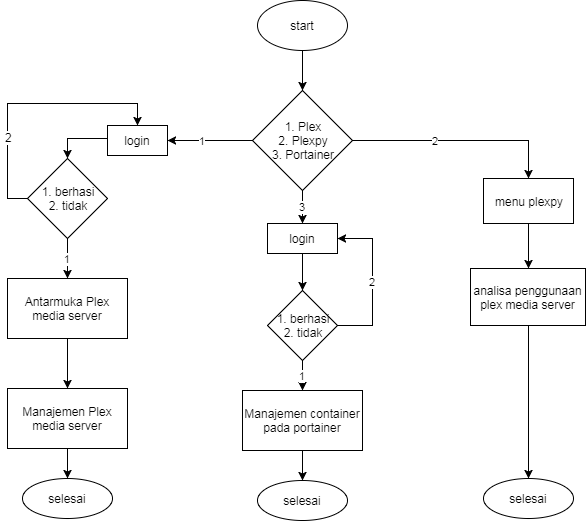 start
1. Plex
2. Plexpy
3. Portainer
1
2
3
login
2
1. berhasi
2. tidak
1
Antarmuka Plex
media server
Manajemen Plex
media server
selesai
login
2
1. berhasi
2. tidak
1
Manajemen container
pada portainer
selesai
menu plexpy
analisa penggunaan
plex media server
selesai